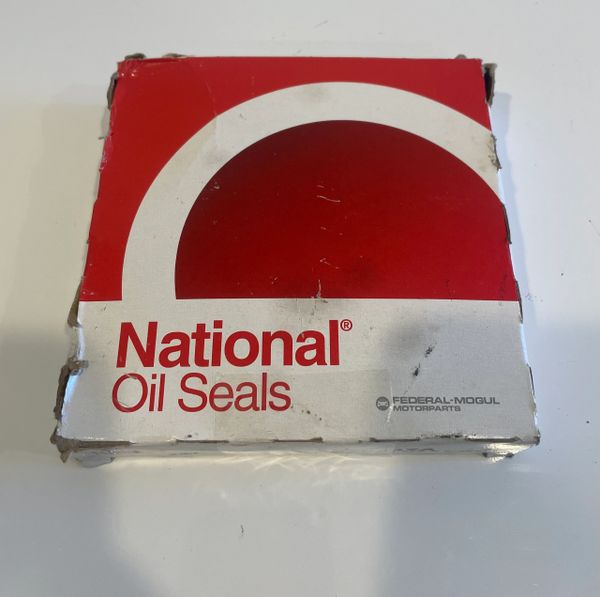 National®
Oil Seals
FEDERAL-MOGUL
MOTORPARTS